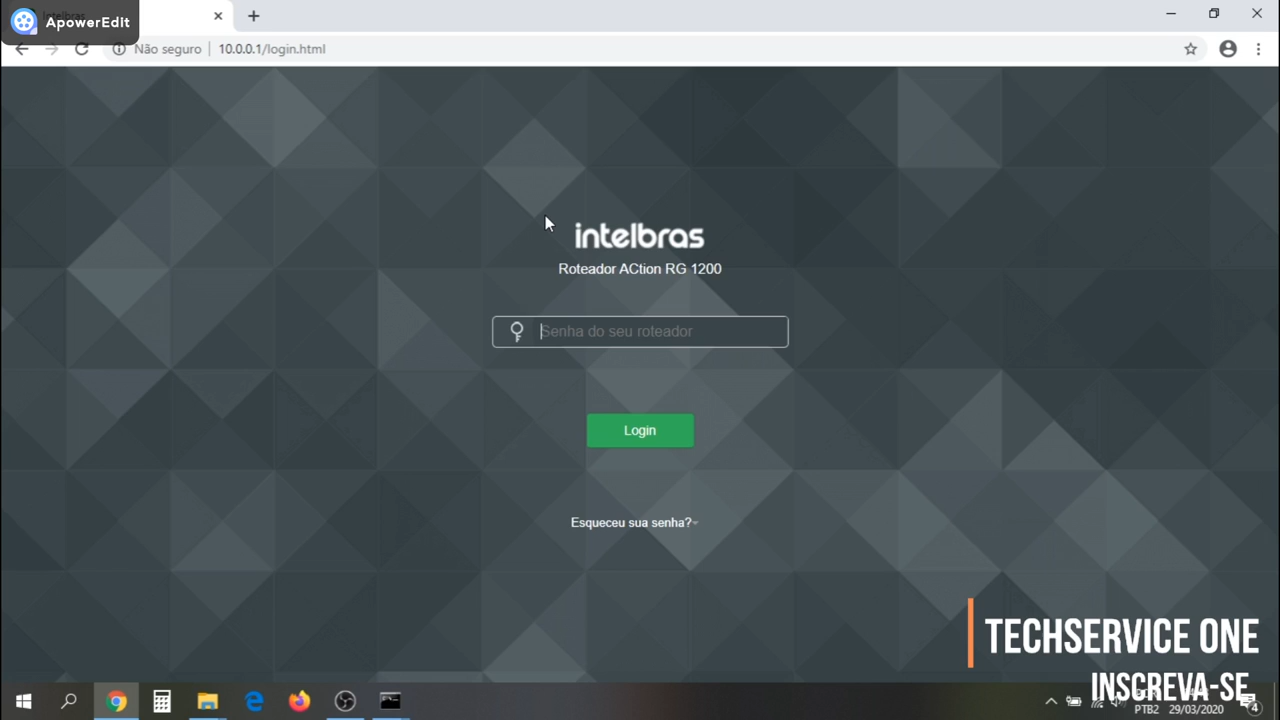 ApowerEdit
Não seguro
10.0.0.1/login.html
intelbras
Roteador ACtion RG 1200
Senha do seu roteador
Login
Esqueceu sua senha?
TECHSERVICE ONE
INSCREVA-SE
PTB2
29/03/2020
4